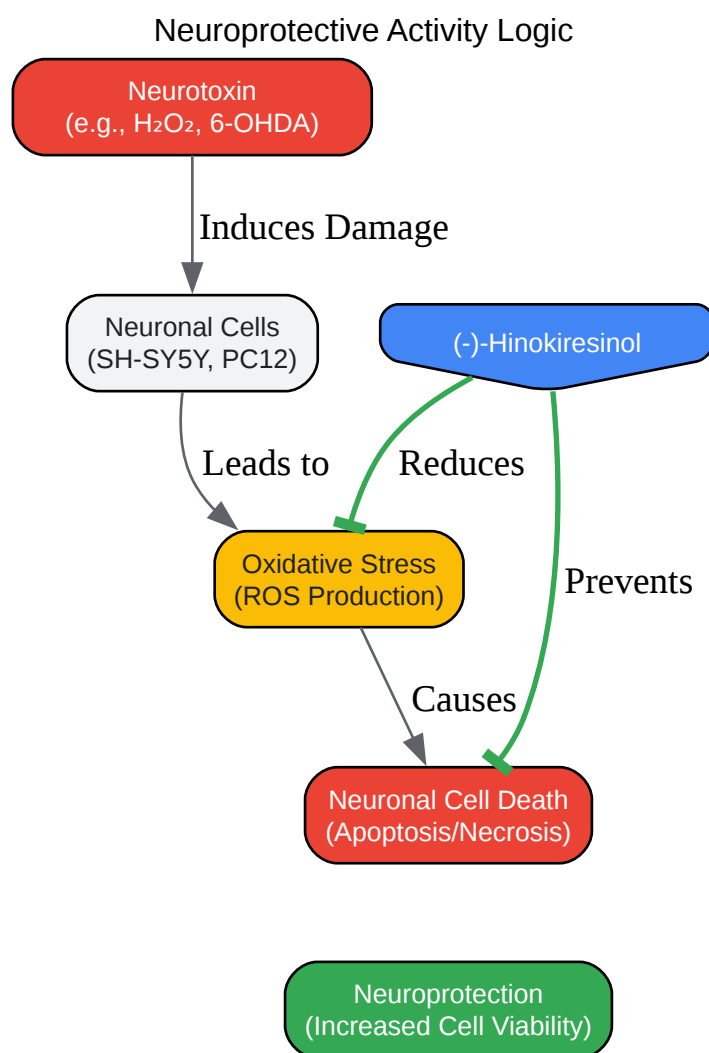 Neuroprotective Activity Logic
Neurotoxin
(e.g., H₂O₂, 6-OHDA)
Induces Damage
Neuronal Cells
(SH-SY5Y, PC12)
(-)-Hinokiresinol
Leads to
Reduces
Oxidative Stress
(ROS Production)
Prevents
Causes
Neuronal Cell Death
(Apoptosis/Necrosis)
Neuroprotection
(Increased Cell Viability)